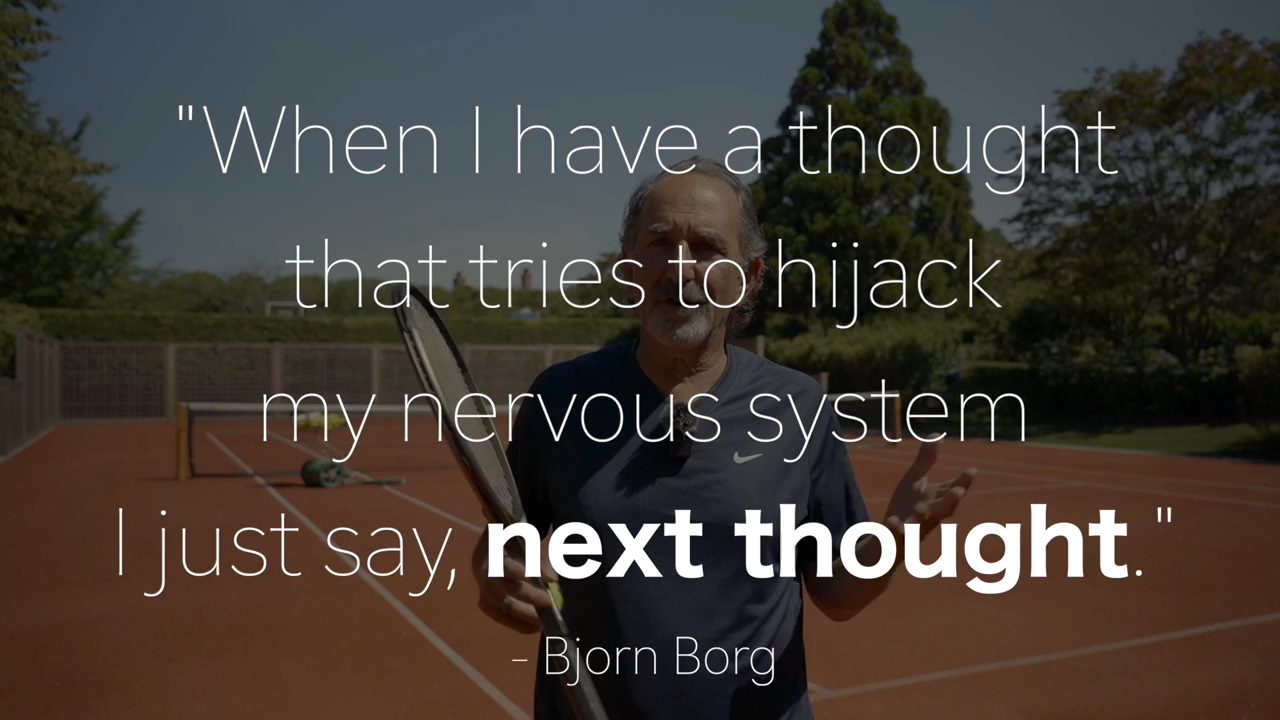 "When I have a thought
that tries to hijack
my nervous system
I just say, next thought."
- Bjorn Borg